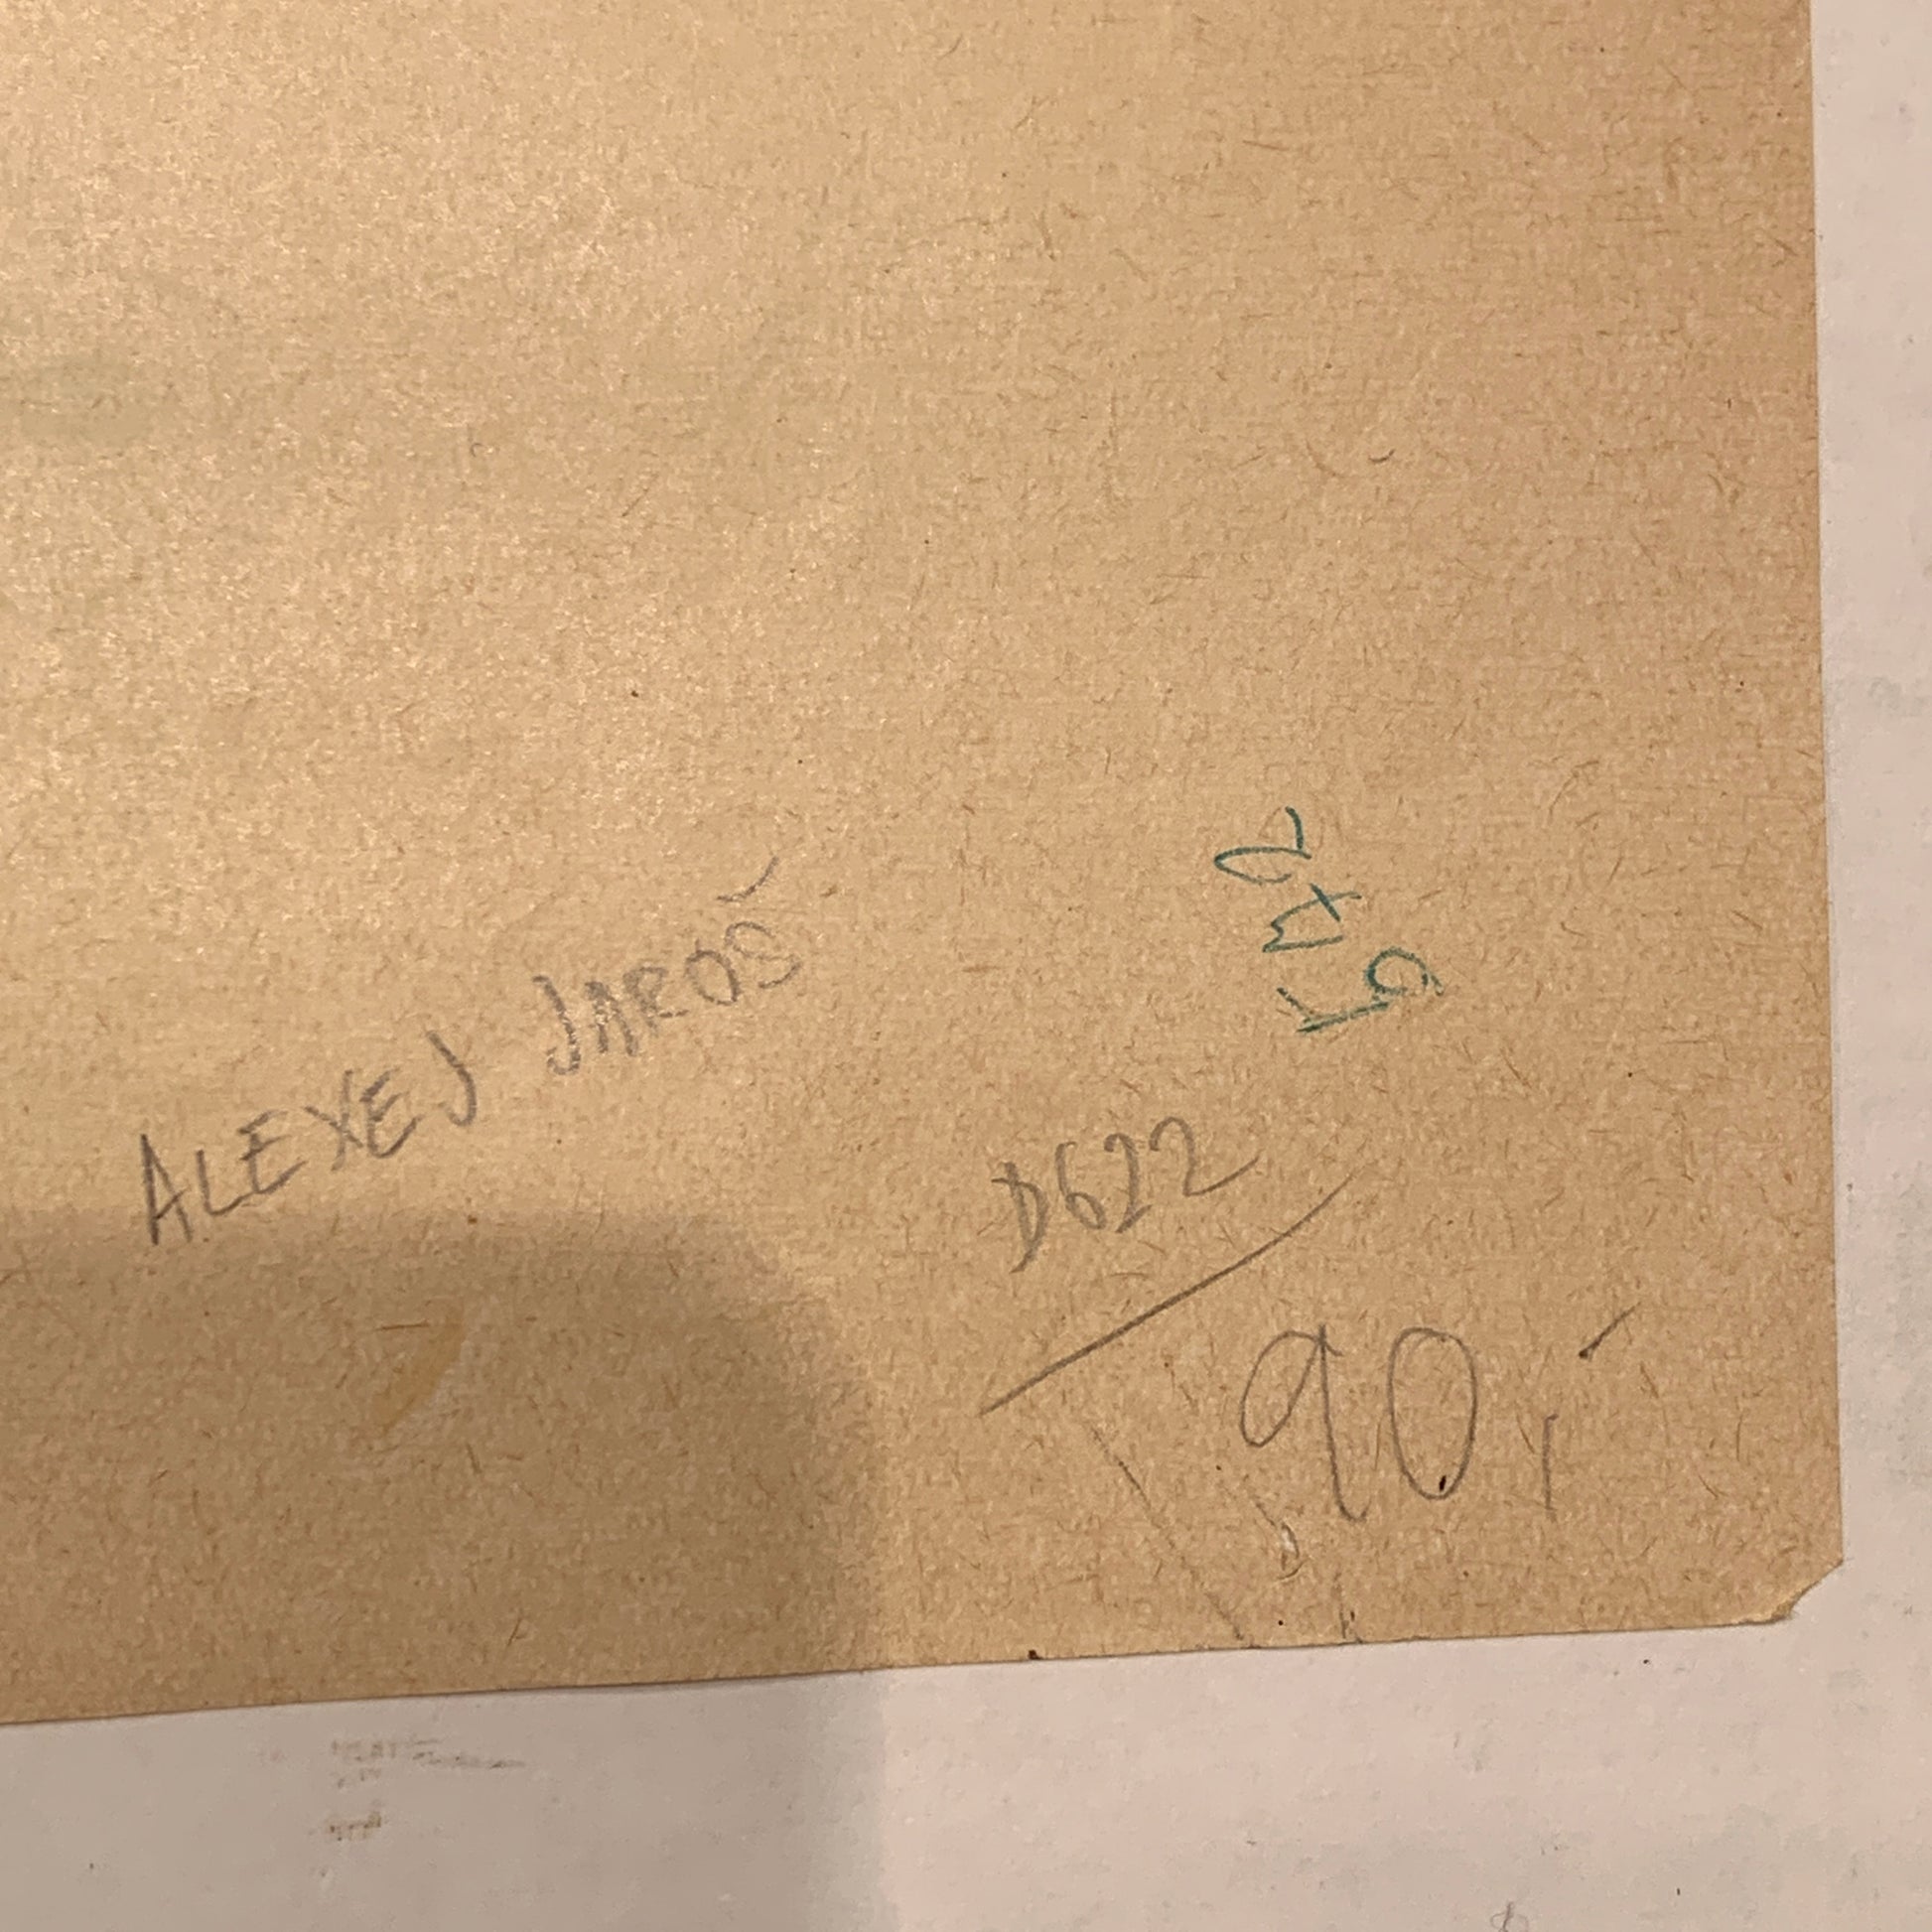 ALEXEJ JAROŠ
D622
90,-